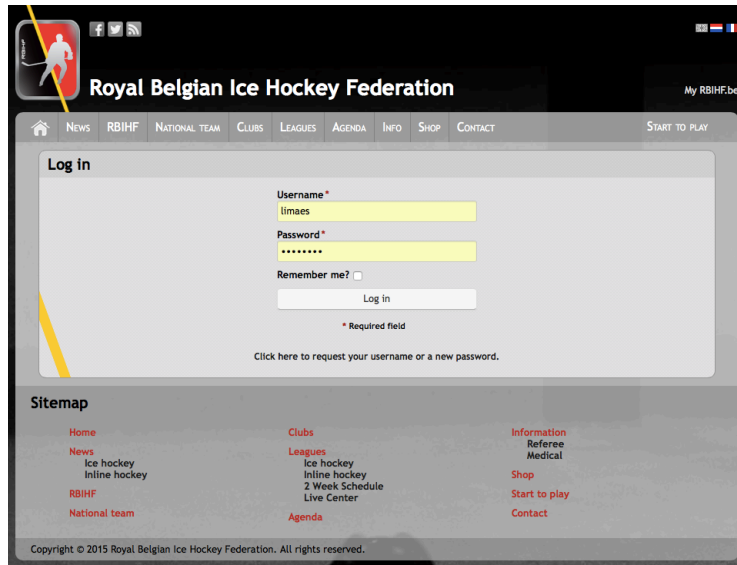 RBIHF
Royal Belgian Ice Hockey Federation
My RBIHF.be
News RBIHF National team Clubs Leagues Agenda Info Shop Contact Start to play
Log in
Username *
limaes
Password *
••••••••
Remember me?
Log in
* Required field
Click here to request your username or a new password.
Sitemap
Home
News
Ice hockey
Inline hockey
RBIHF
National team
Clubs
Leagues
Ice hockey
Inline hockey
2 Week Schedule
Live Center
Agenda
Information
Referee
Medical
Shop
Start to play
Contact
Copyright © 2015 Royal Belgian Ice Hockey Federation. All rights reserved.